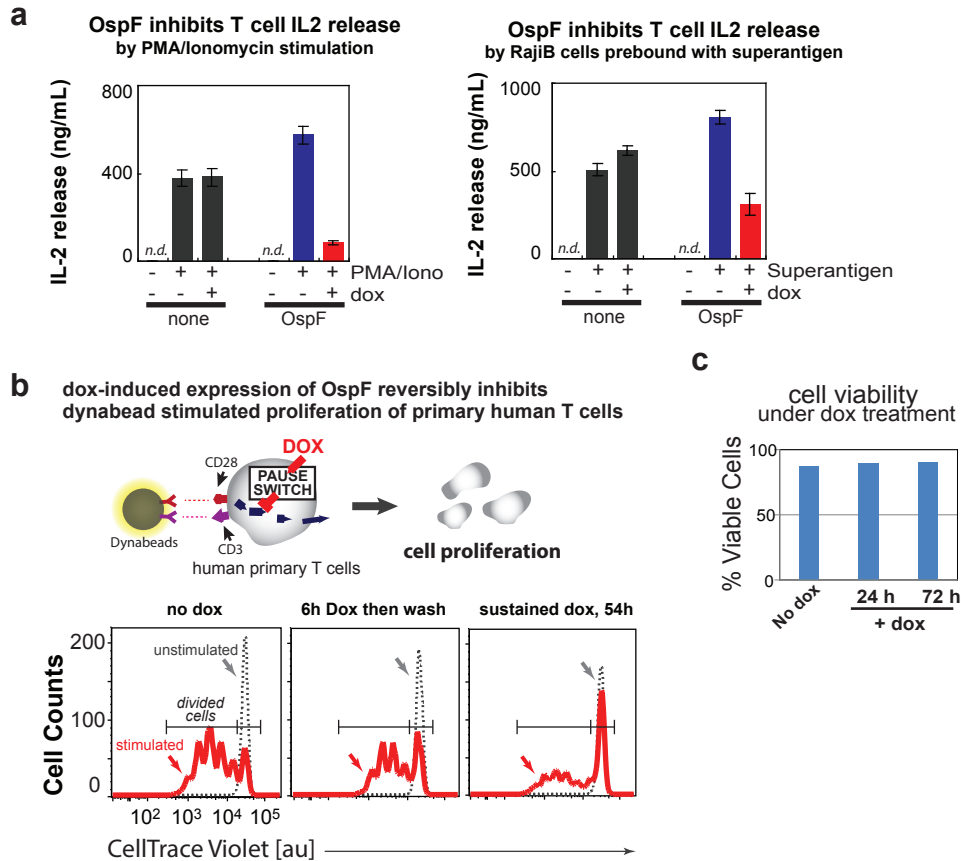 a
OspF inhibits T cell IL2 release
by PMA/Ionomycin stimulation
IL-2 release (ng/mL)
800
400
0
n.d.
n.d.
- + + - + + PMA/Iono
- - + - - + dox
none
OspF
OspF inhibits T cell IL2 release
by RajiB cells prebound with superantigen
IL-2 release (ng/mL)
1000
500
0
n.d.
n.d.
- + + - + + Superantigen
- - + - - + dox
none
OspF
b
dox-induced expression of OspF reversibly inhibits
dynabead stimulated proliferation of primary human T cells
DOX
CD28
PAUSE
SWITCH
Dynabeads
CD3
human primary T cells
cell proliferation
no dox
6h Dox then wash
sustained dox, 54h
Cell Counts
200
100
0
unstimulated
divided
cells
stimulated
10² 10³ 10⁴ 10⁵
CellTrace Violet [au]
c
cell viability
under dox treatment
% Viable Cells
100
50
0
No dox
24 h
72 h
+ dox